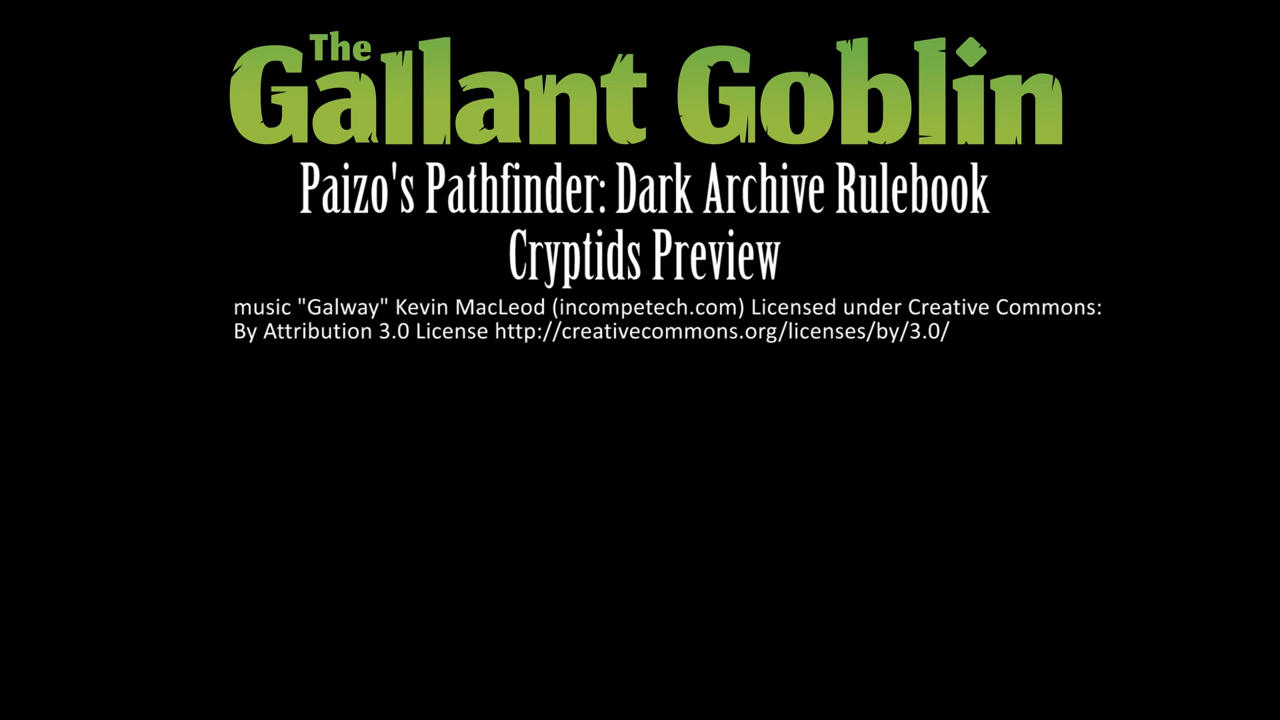 The
Gallant Goblin
Paizo's Pathfinder: Dark Archive Rulebook
Cryptids Preview
music "Galway" Kevin MacLeod (incompetech.com) Licensed under Creative Commons:
By Attribution 3.0 License http://creativecommons.org/licenses/by/3.0/